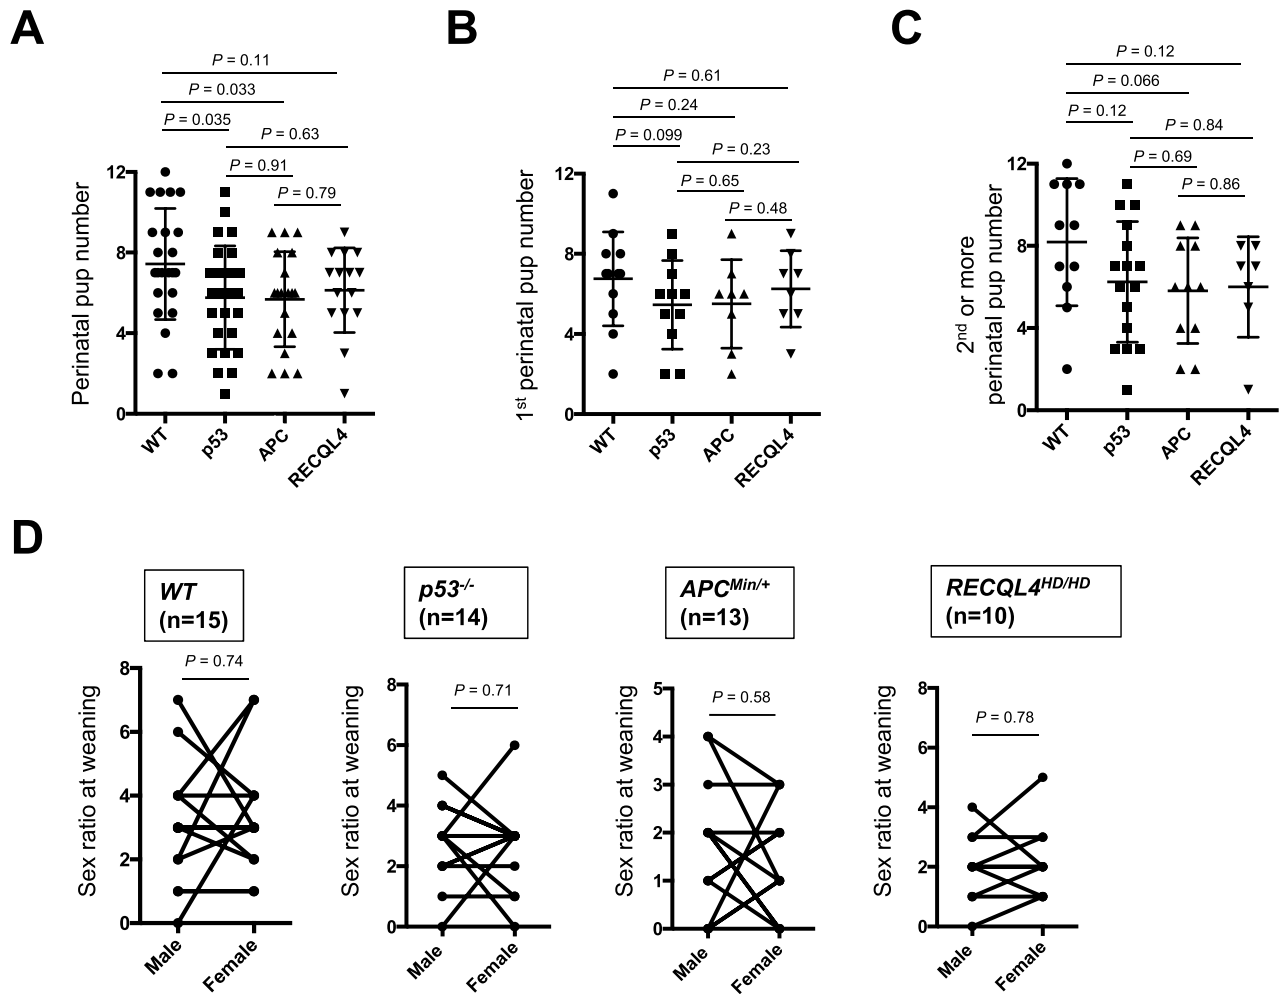 A
P = 0.11
P = 0.033
P = 0.035
P = 0.63
P = 0.91
P = 0.79
Perinatal pup number
12
8
4
0
WT
p53
APC
RECQL4
B
P = 0.61
P = 0.24
P = 0.099
P = 0.23
P = 0.65
P = 0.48
1st perinatal pup number
12
8
4
0
WT
p53
APC
RECQL4
C
P = 0.12
P = 0.066
P = 0.12
P = 0.84
P = 0.69
P = 0.86
2nd or more
perinatal pup number
12
8
4
0
WT
p53
APC
RECQL4
D
WT
(n=15)
P = 0.74
Sex ratio at weaning
8
6
4
2
0
Male
Female
p53-/-
(n=14)
P = 0.71
Sex ratio at weaning
8
6
4
2
0
Male
Female
APCMin/+
(n=13)
P = 0.58
Sex ratio at weaning
5
4
3
2
1
0
Male
Female
RECQL4HD/HD
(n=10)
P = 0.78
Sex ratio at weaning
8
6
4
2
0
Male
Female